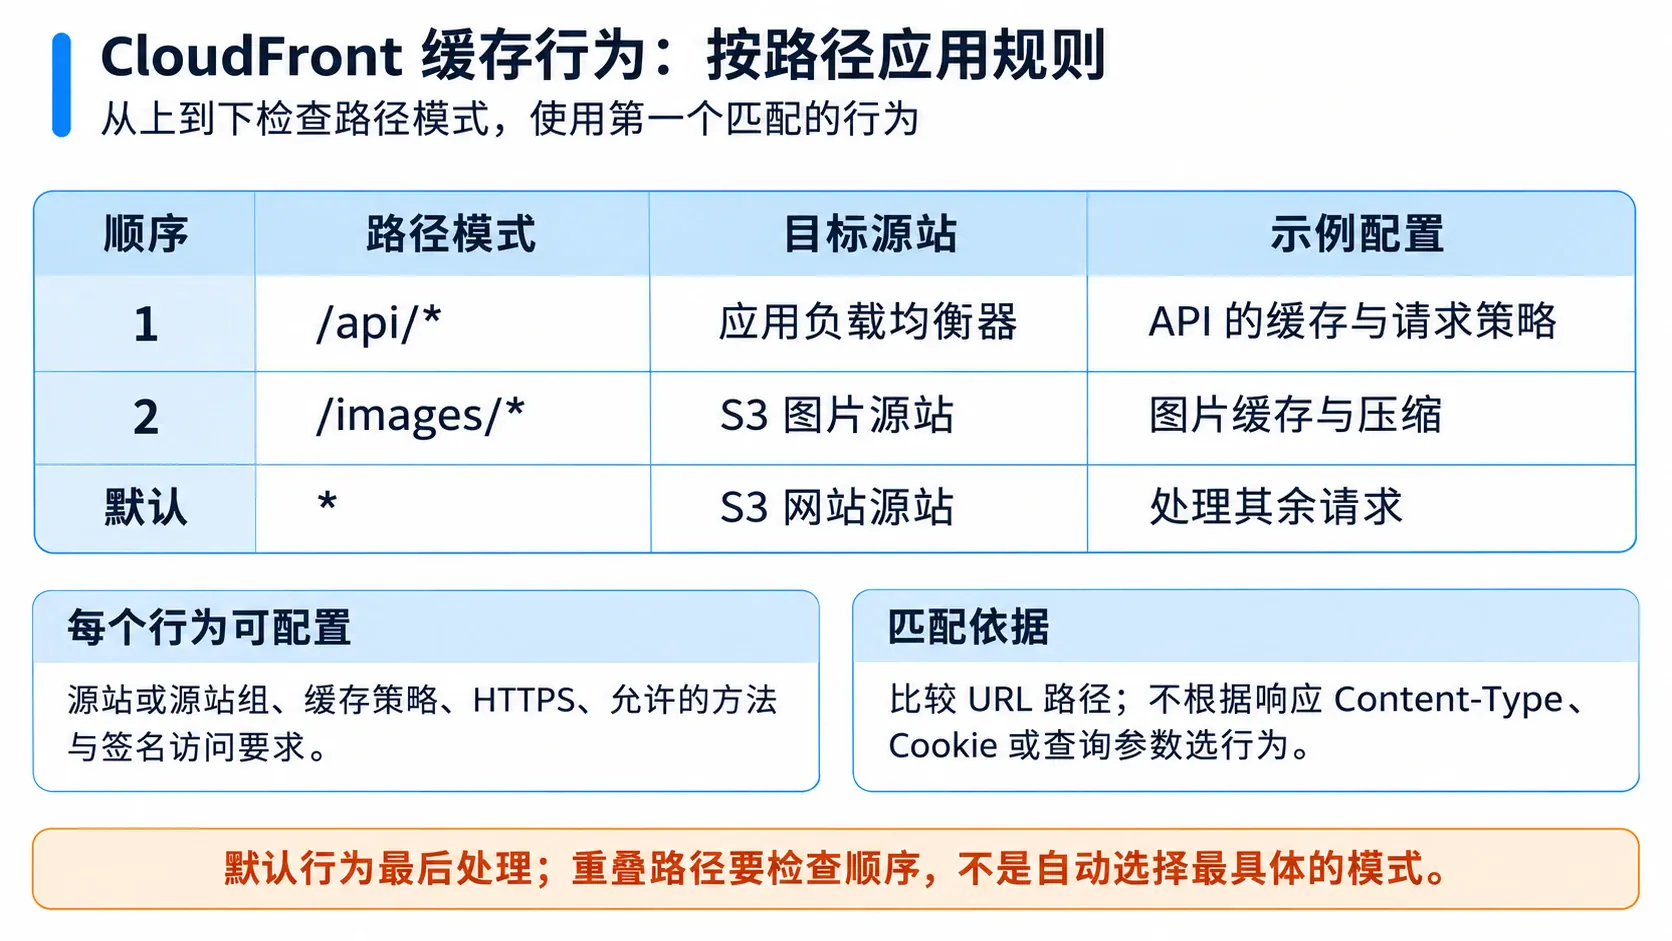 CloudFront 缓存行为：按路径应用规则
从上到下检查路径模式，使用第一个匹配的行为
顺序 路径模式 目标源站 示例配置
1 /api/* 应用负载均衡器 API 的缓存与请求策略
2 /images/* S3 图片源站 图片缓存与压缩
默认 * S3 网站源站 处理其余请求
每个行为可配置
源站或源站组、缓存策略、HTTPS、允许的方法
与签名访问要求。
匹配依据
比较 URL 路径；不根据响应 Content-Type、
Cookie 或查询参数选行为。
默认行为最后处理；重叠路径要检查顺序，不是自动选择最具体的模式。